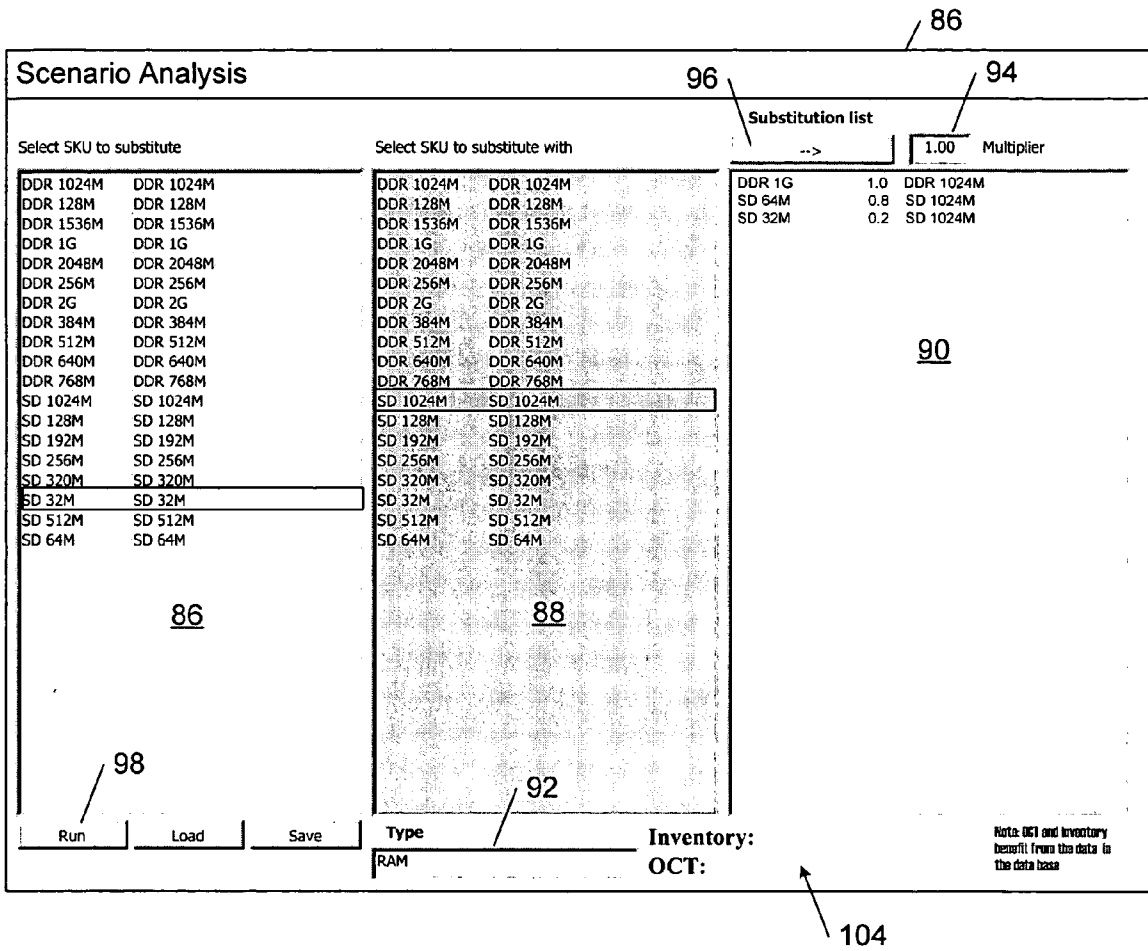 86
Scenario Analysis
96
94
Substitution list
Select SKU to substitute
Select SKU to substitute with
-->
1.00 Multiplier
DDR 1024M DDR 1024M
DDR 128M DDR 128M
DDR 1536M DDR 1536M
DDR 1G DDR 1G
DDR 2048M DDR 2048M
DDR 256M DDR 256M
DDR 2G DDR 2G
DDR 384M DDR 384M
DDR 512M DDR 512M
DDR 640M DDR 640M
DDR 768M DDR 768M
SD 1024M SD 1024M
SD 128M SD 128M
SD 192M SD 192M
SD 256M SD 256M
SD 320M SD 320M
SD 32M SD 32M
SD 512M SD 512M
SD 64M SD 64M
86
DDR 1024M DDR 1024M
DDR 128M DDR 128M
DDR 1536M DDR 1536M
DDR 1G DDR 1G
DDR 2048M DDR 2048M
DDR 256M DDR 256M
DDR 2G DDR 2G
DDR 384M DDR 384M
DDR 512M DDR 512M
DDR 640M DDR 640M
DDR 768M DDR 768M
SD 1024M SD 1024M
SD 128M SD 128M
SD 192M SD 192M
SD 256M SD 256M
SD 320M SD 320M
SD 32M SD 32M
SD 512M SD 512M
SD 64M SD 64M
88
DDR 1G 1.0 DDR 1024M
SD 64M 0.8 SD 1024M
SD 32M 0.2 SD 1024M
90
98
92
Run Load Save
Type
RAM
Inventory:
OCT:
Note: OCT and inventory
benefit from the data in
the data base
104